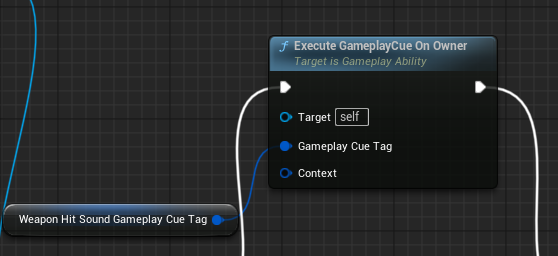 f Execute GameplayCue On Owner
Target is Gameplay Ability
Target self
Gameplay Cue Tag
Context
Weapon Hit Sound Gameplay Cue Tag